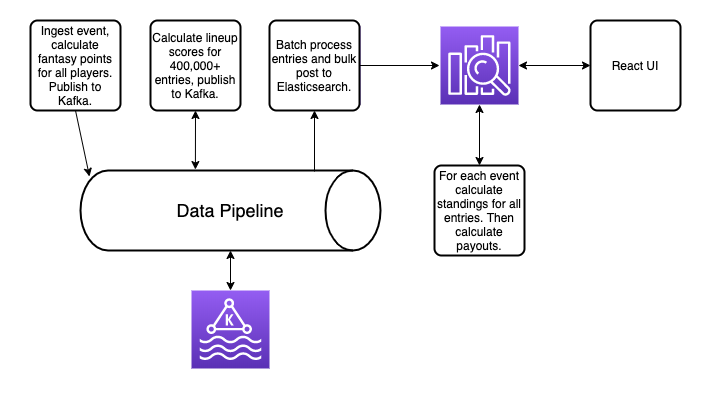 Ingest event,
calculate
fantasy points
for all players.
Publish to
Kafka.
Calculate lineup
scores for
400,000+
entries, publish
to Kafka.
Batch process
entries and bulk
post to
Elasticsearch.
React UI
For each event
calculate
standings for all
entries. Then
calculate
payouts.
Data Pipeline
K